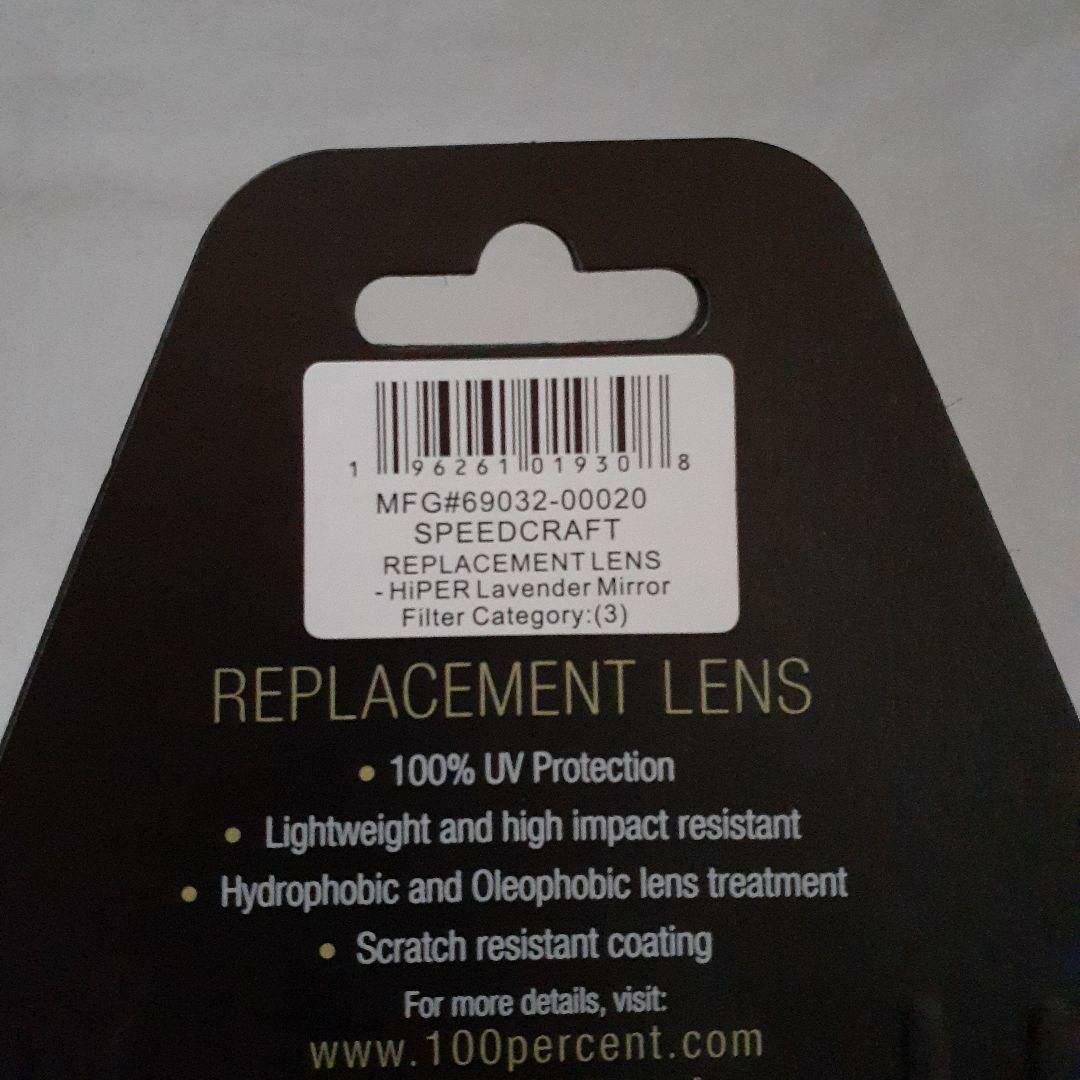 1 96261 01930 8
MFG#69032-00020
SPEEDCRAFT
REPLACEMENT LENS
- HiPER Lavender Mirror
Filter Category:(3)
REPLACEMENT LENS
• 100% UV Protection
• Lightweight and high impact resistant
• Hydrophobic and Oleophobic lens treatment
• Scratch resistant coating
For more details, visit:
www.100percent.com